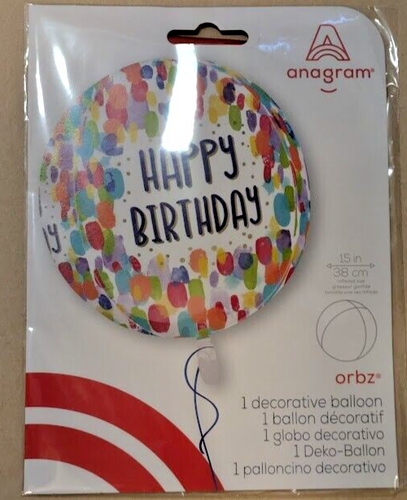 anagram®
HAPPY
BIRTHDAY
PY
15 in
38 cm
orbz®
1 decorative balloon
1 ballon décoratif
1 globo decorativo
1 Deko-Ballon
1 palloncino decorativo